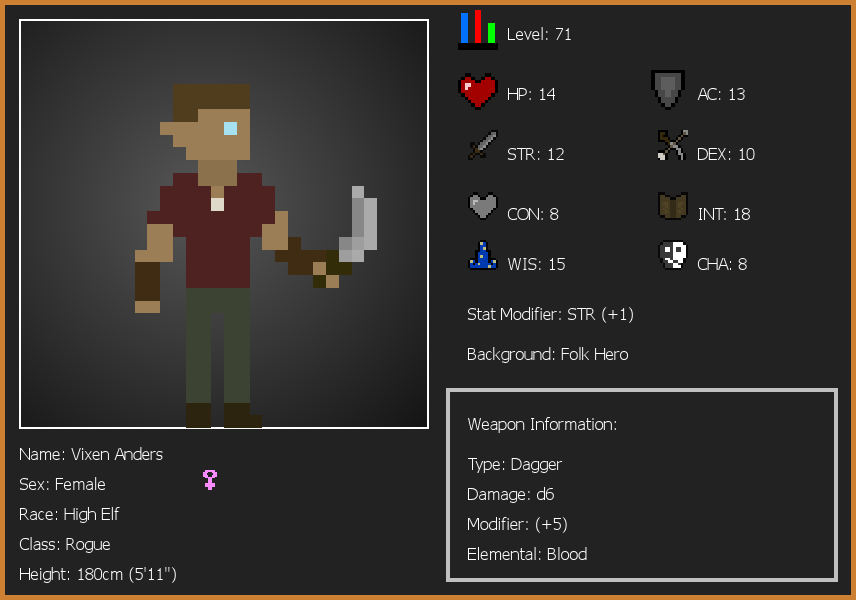 Level: 71
HP: 14
AC: 13
STR: 12
DEX: 10
CON: 8
INT: 18
WIS: 15
CHA: 8
Stat Modifier: STR (+1)
Background: Folk Hero
Weapon Information:
Type: Dagger
Damage: d6
Modifier: (+5)
Elemental: Blood
Name: Vixen Anders
Sex: Female
Race: High Elf
Class: Rogue
Height: 180cm (5'11")